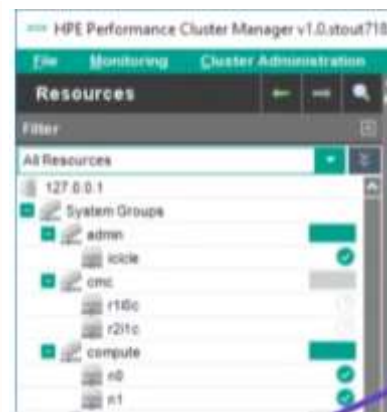 HPE Performance Cluster Manager v1.0.stout718
File Monitoring Cluster Administration
Resources
Filter
All Resources
127.0.0.1
System Groups
admin
icicle
cmc
r1i0c
r2i1c
compute
n0
n1